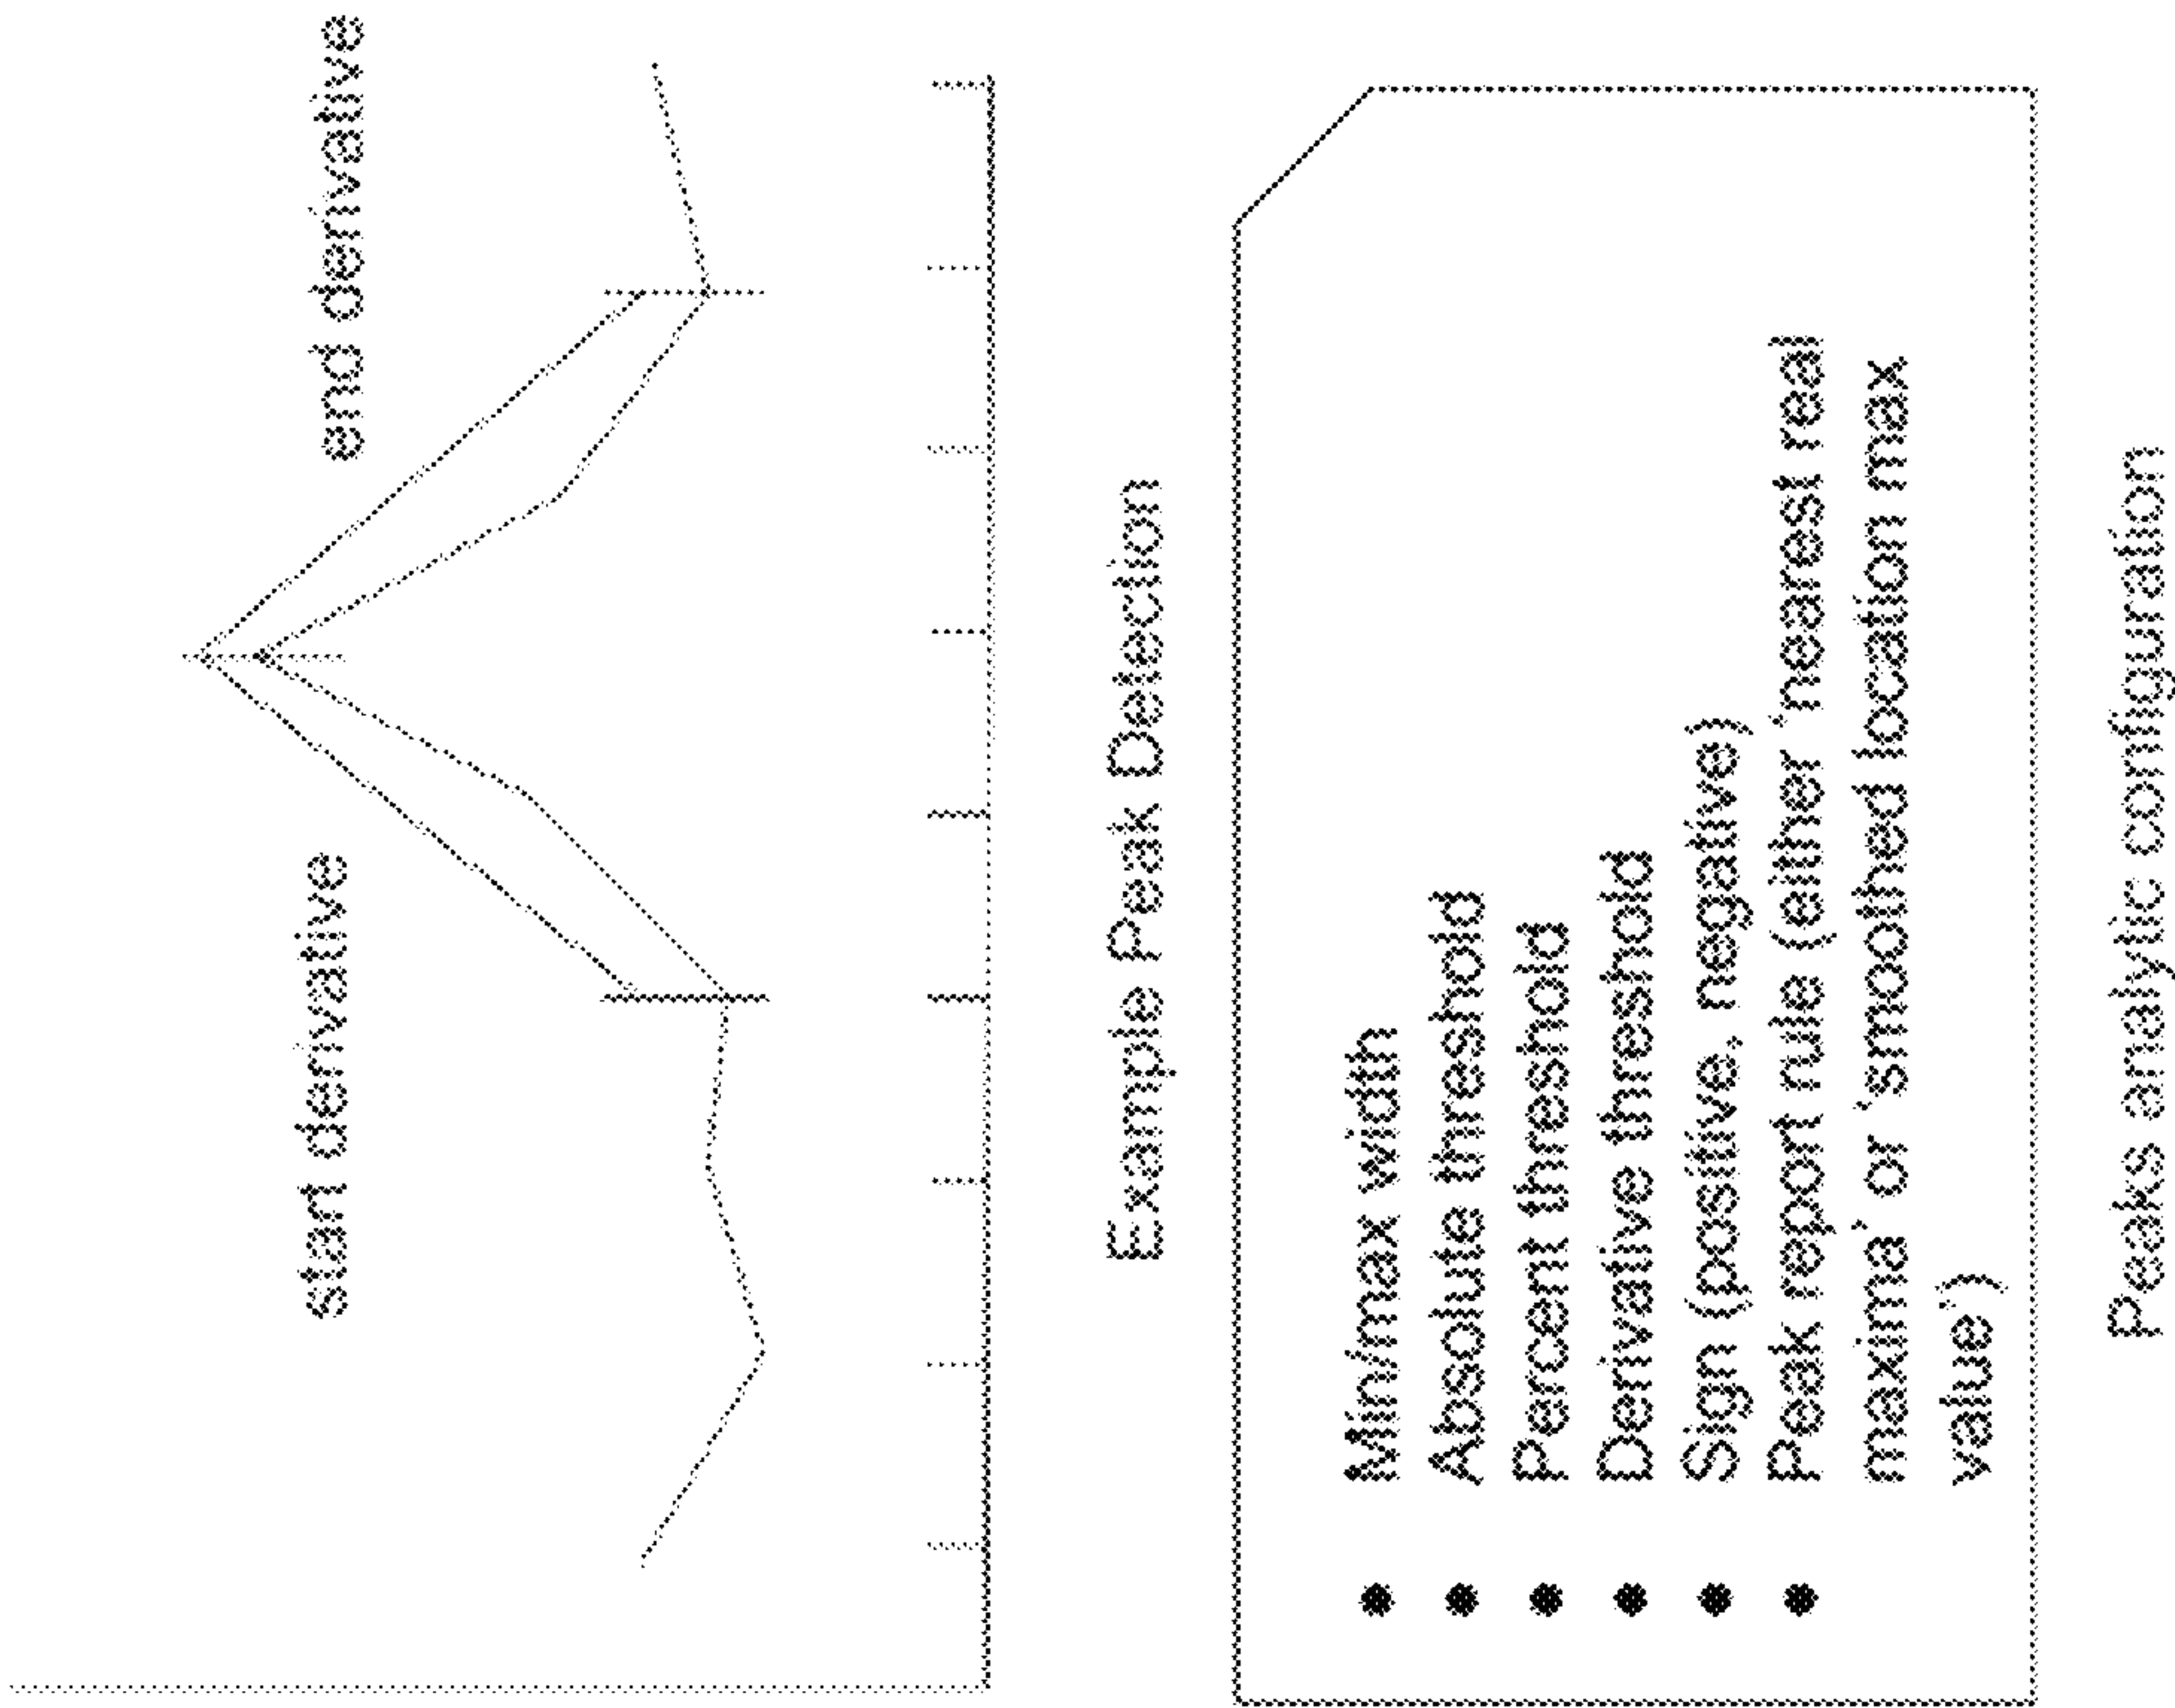 start derivative
end derivative
Example Peak Detection
Min/max width
Absolute threshold
Percent threshold
Derivative threshold
Sign (positive, negative)
Peak report rule (either 'nearest real
maxima' or 'smoothed location max
value')
Peaks analytic configuration